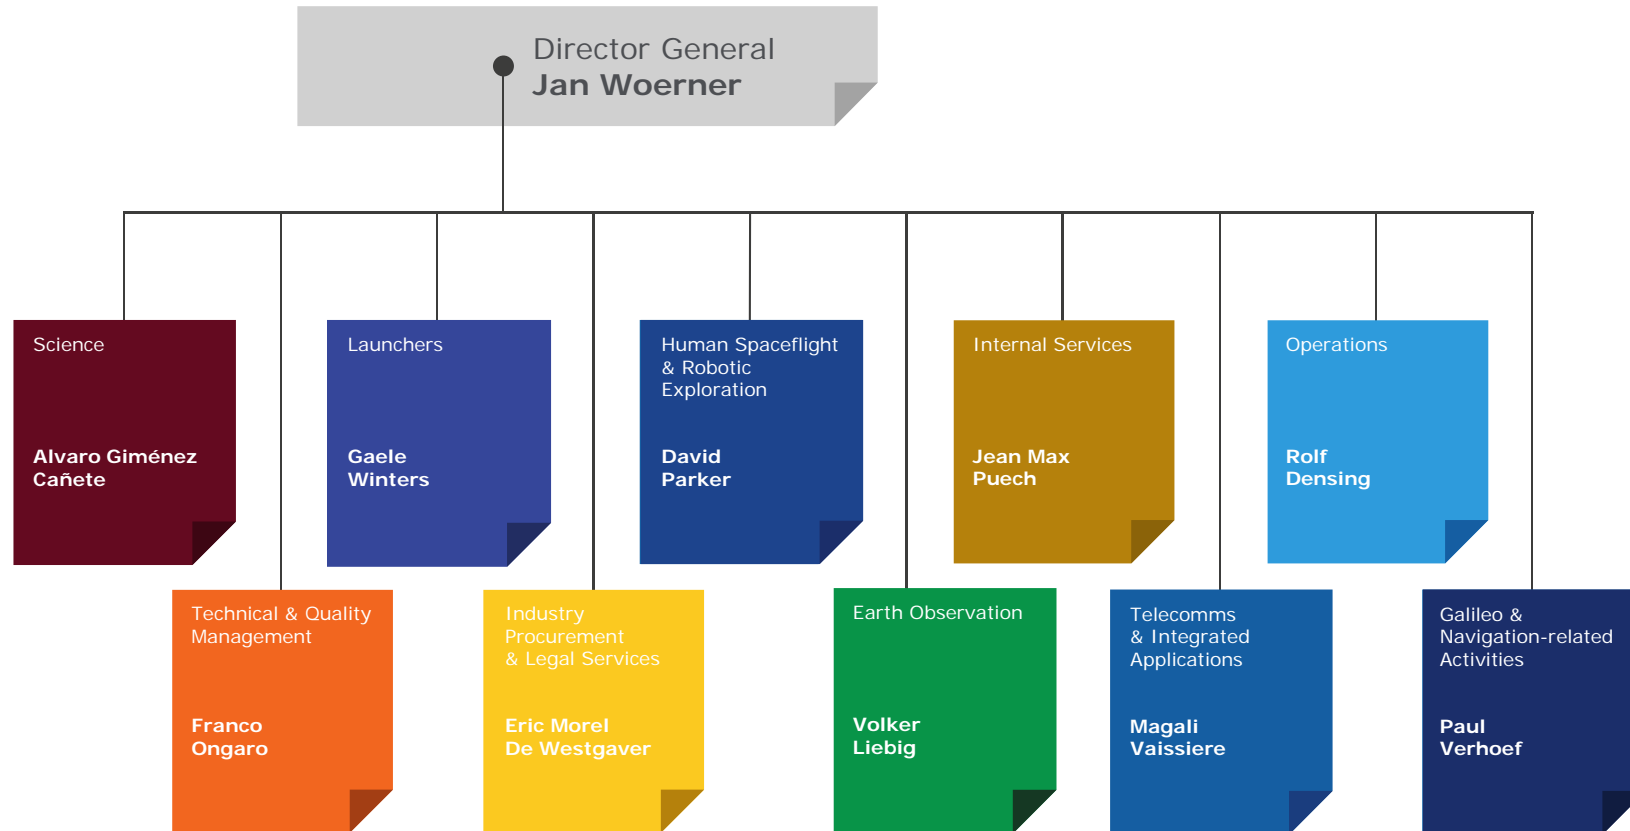 Director General
Jan Woerner
Science
Alvaro Giménez
Cañete
Launchers
Gaele
Winters
Human Spaceflight
& Robotic
Exploration
David
Parker
Internal Services
Jean Max
Puech
Operations
Rolf
Densing
Technical & Quality
Management
Franco
Ongaro
Industry
Procurement
& Legal Services
Eric Morel
De Westgaver
Earth Observation
Volker
Liebig
Telecomms
& Integrated
Applications
Magali
Vaissiere
Galileo &
Navigation-related
Activities
Paul
Verhoef